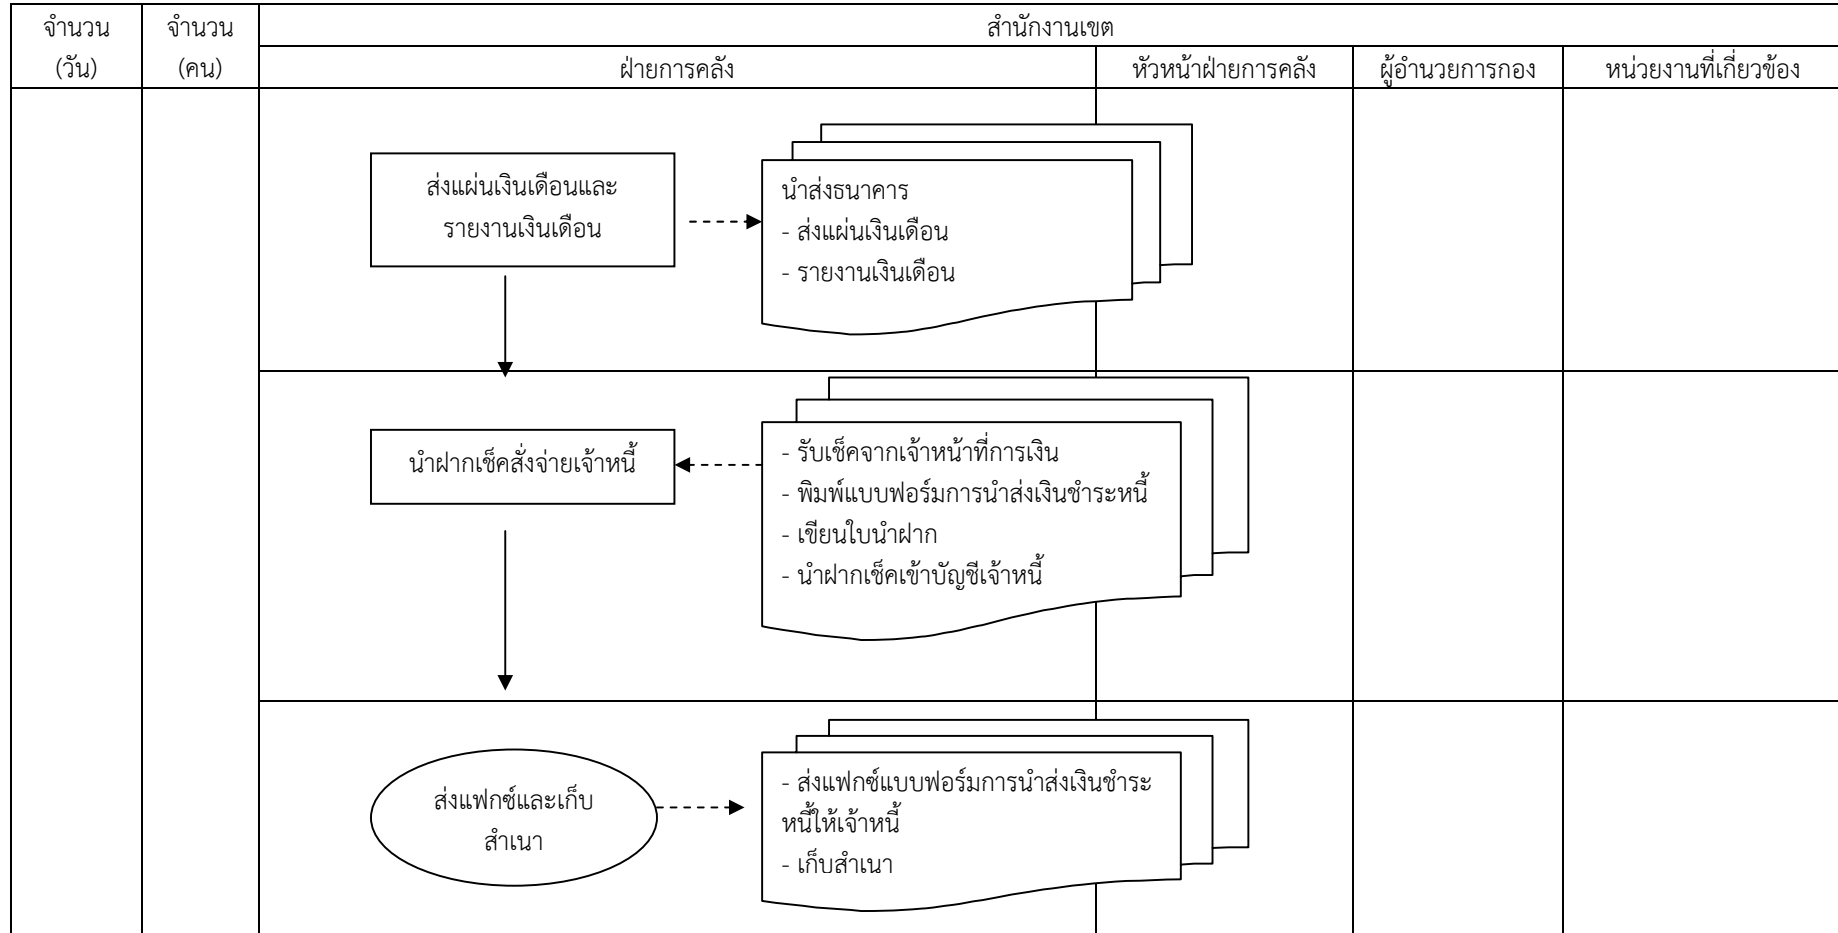 จำนวน
(วัน)
จำนวน
(คน)
สำนักงานเขต
ฝ่ายการคลัง
หัวหน้าฝ่ายการคลัง
ผู้อำนวยการกอง
หน่วยงานที่เกี่ยวข้อง
ส่งแผ่นเงินเดือนและ
รายงานเงินเดือน
นำส่งธนาคาร
- ส่งแผ่นเงินเดือน
- รายงานเงินเดือน
นำฝากเช็คสั่งจ่ายเจ้าหนี้
- รับเช็คจากเจ้าหน้าที่การเงิน
- พิมพ์แบบฟอร์มการนำส่งเงินชำระหนี้
- เขียนใบนำฝาก
- นำฝากเช็คเข้าบัญชีเจ้าหนี้
ส่งแฟกซ์และเก็บ
สำเนา
- ส่งแฟกซ์แบบฟอร์มการนำส่งเงินชำระ
หนี้ให้เจ้าหนี้
- เก็บสำเนา